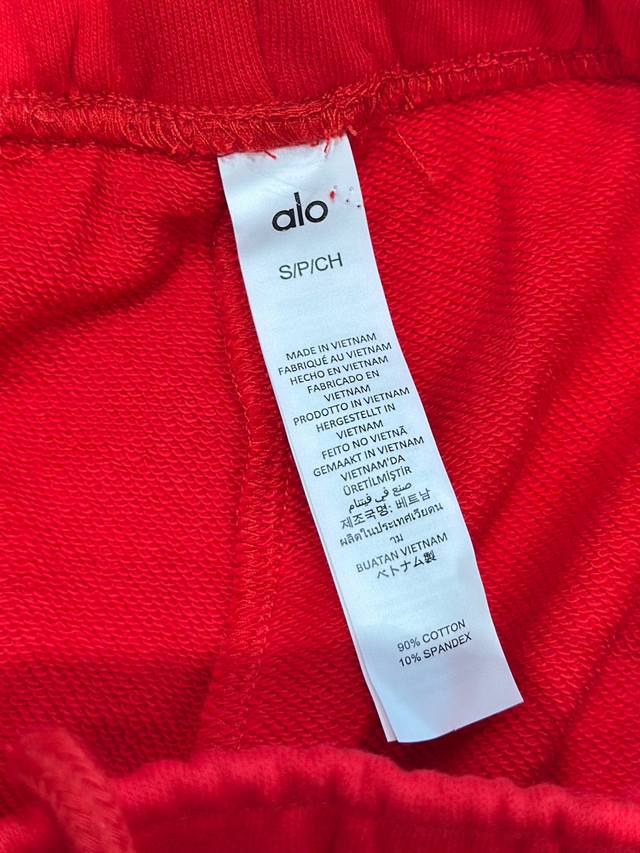 alo
S/P/CH
MADE IN VIETNAM
FABRIQUÉ AU VIETNAM
HECHO EN VIETNAM
FABRICADO EN
VIETNAM
PRODOTTO IN VIETNAM
HERGESTELLT IN
VIETNAM
FEITO NO VIETNÃ
GEMAAKT IN VIETNAM
VIETNAM'DA
ÜRETİLMİŞTİR
صنع في فيتنام
제조국명: 베트남
ผลิตในประเทศเวียดน
าม
BUATAN VIETNAM
ベトナム製
90% COTTON
10% SPANDEX